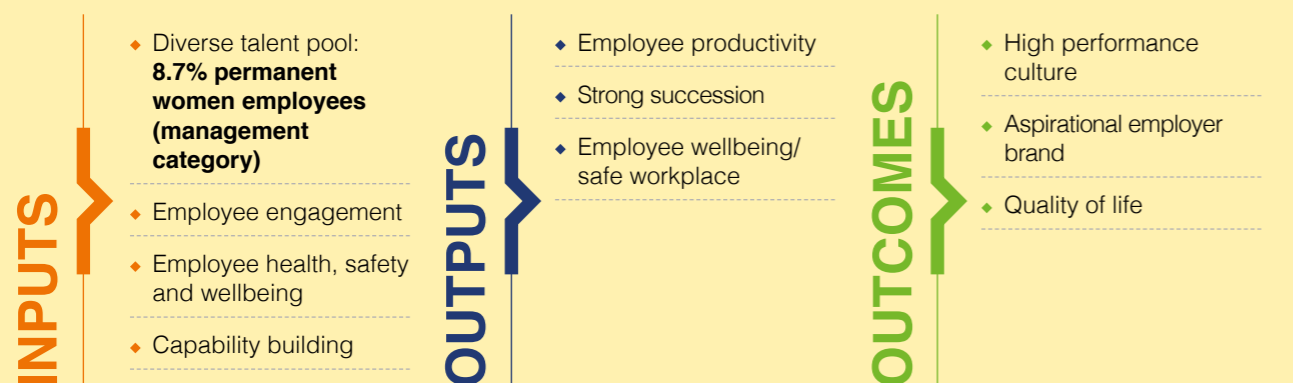 INPUTS
◆ Diverse talent pool:
8.7% permanent
women employees
(management
category)
◆ Employee engagement
◆ Employee health, safety
and wellbeing
◆ Capability building
OUTPUTS
◆ Employee productivity
◆ Strong succession
◆ Employee wellbeing/
safe workplace
OUTCOMES
◆ High performance
culture
◆ Aspirational employer
brand
◆ Quality of life